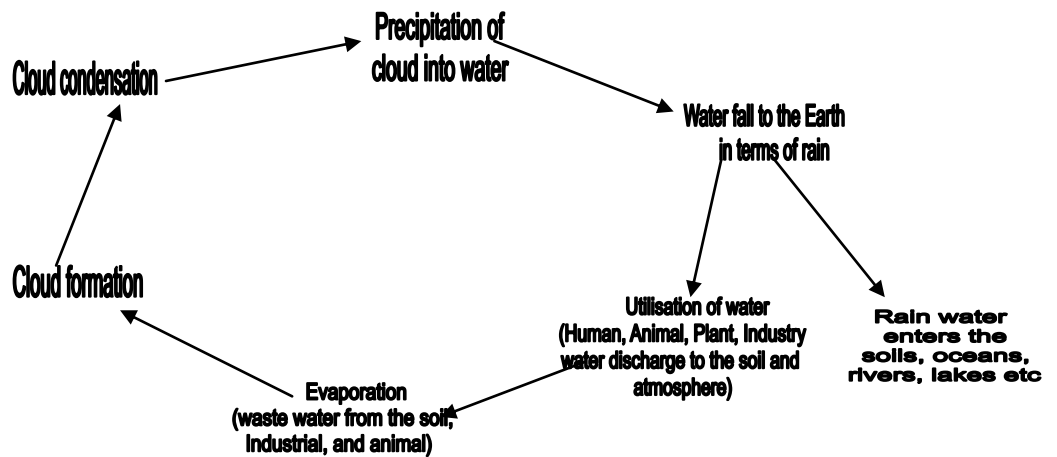 Precipitation of
cloud into water
Cloud condensation
Water fall to the Earth
in terms of rain
Cloud formation
Utilisation of water
(Human, Animal, Plant, Industry
water discharge to the soil and
atmosphere)
Rain water
enters the
soils, oceans,
rivers, lakes etc
Evaporation
(waste water from the soil,
Industrial, and animal)